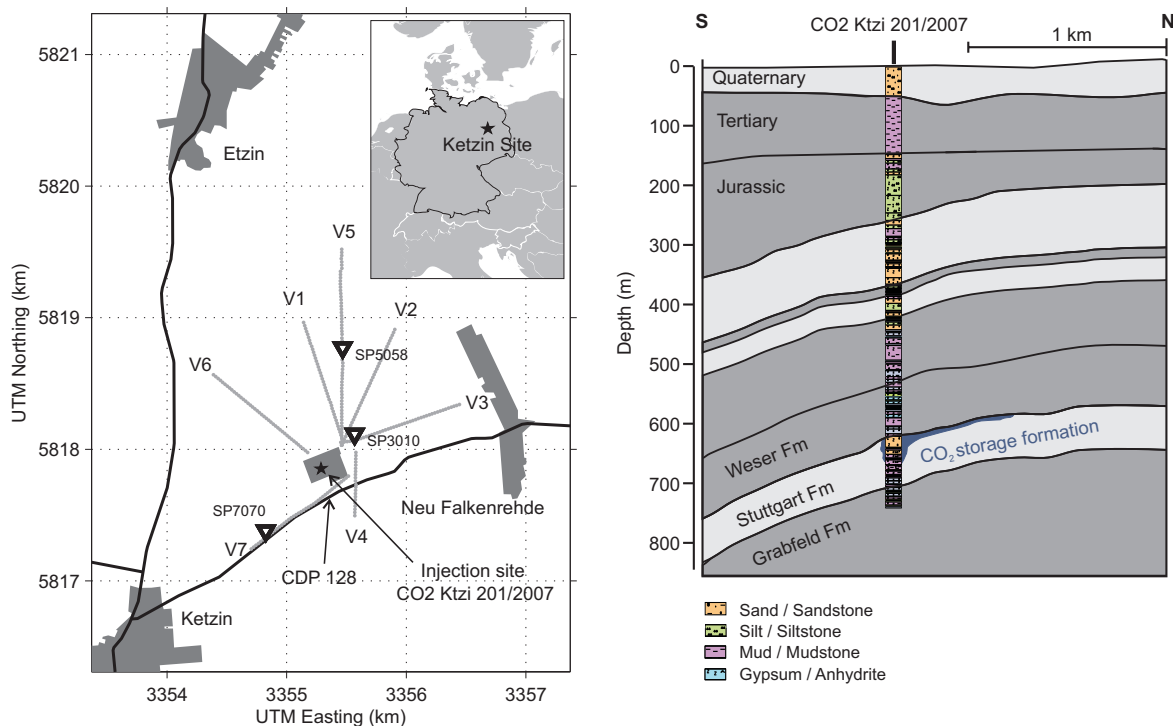 5821
5820
5819
5818
5817
UTM Northing (km)
3354
3355
3356
3357
UTM Easting (km)
Etzin
Ketzin Site
V5
V1
V2
SP5058
V6
V3
SP3010
Neu Falkenrehde
SP7070
V4
V7
CDP 128
Injection site
CO2 Ktzi 201/2007
Ketzin
S
CO2 Ktzi 201/2007
N
1 km
0
100
200
300
400
500
600
700
800
Depth (m)
Quaternary
Tertiary
Jurassic
Weser Fm
Stuttgart Fm
Grabfeld Fm
CO₂ storage formation
Sand / Sandstone
Silt / Siltstone
Mud / Mudstone
Gypsum / Anhydrite